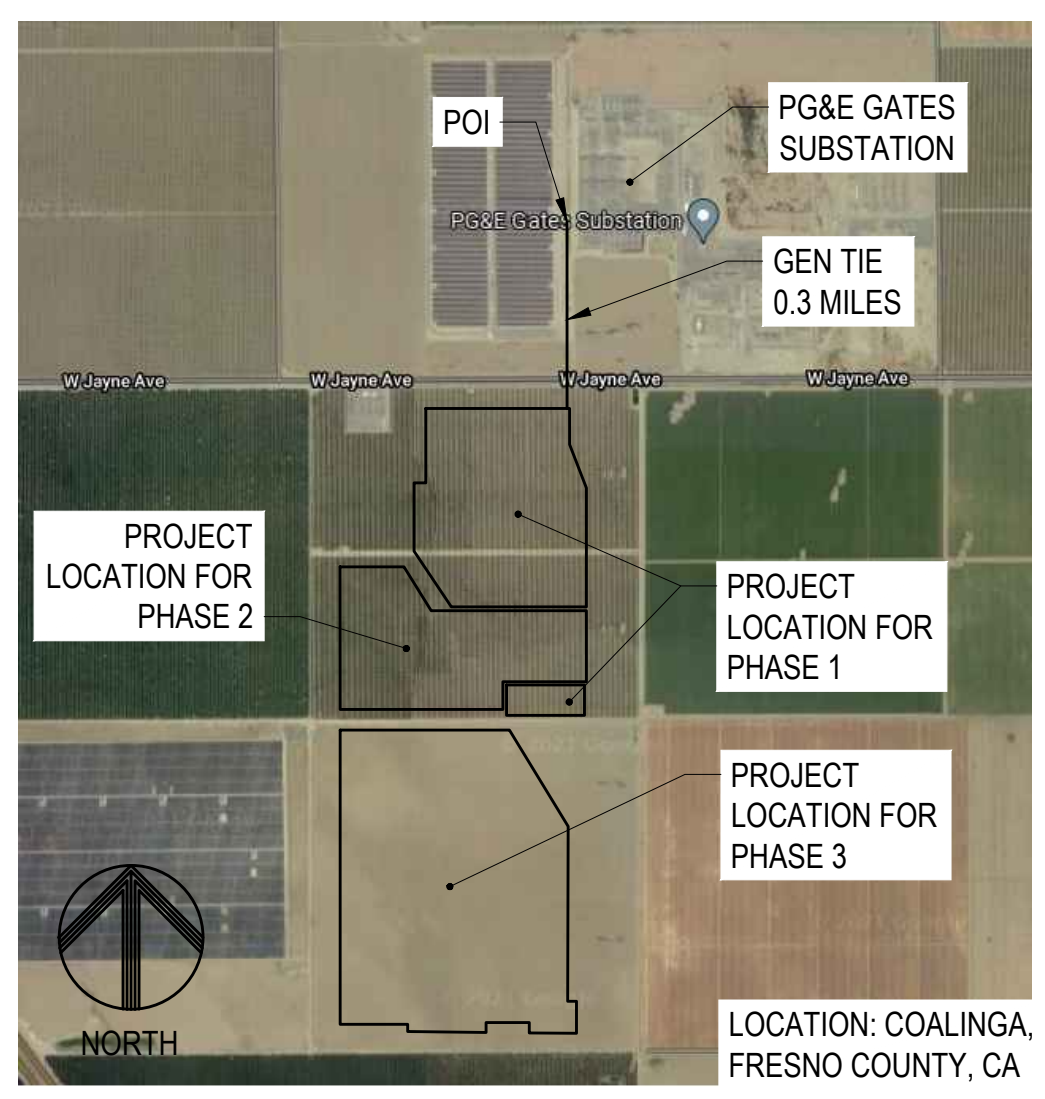 POI
PG&E GATES
SUBSTATION
PG&E Gates Substation
GEN TIE
0.3 MILES
W Jayne Ave
W Jayne Ave
W Jayne Ave
W Jayne Ave
PROJECT
LOCATION FOR
PHASE 2
PROJECT
LOCATION FOR
PHASE 1
PROJECT
LOCATION FOR
PHASE 3
NORTH
LOCATION: COALINGA,
FRESNO COUNTY, CA